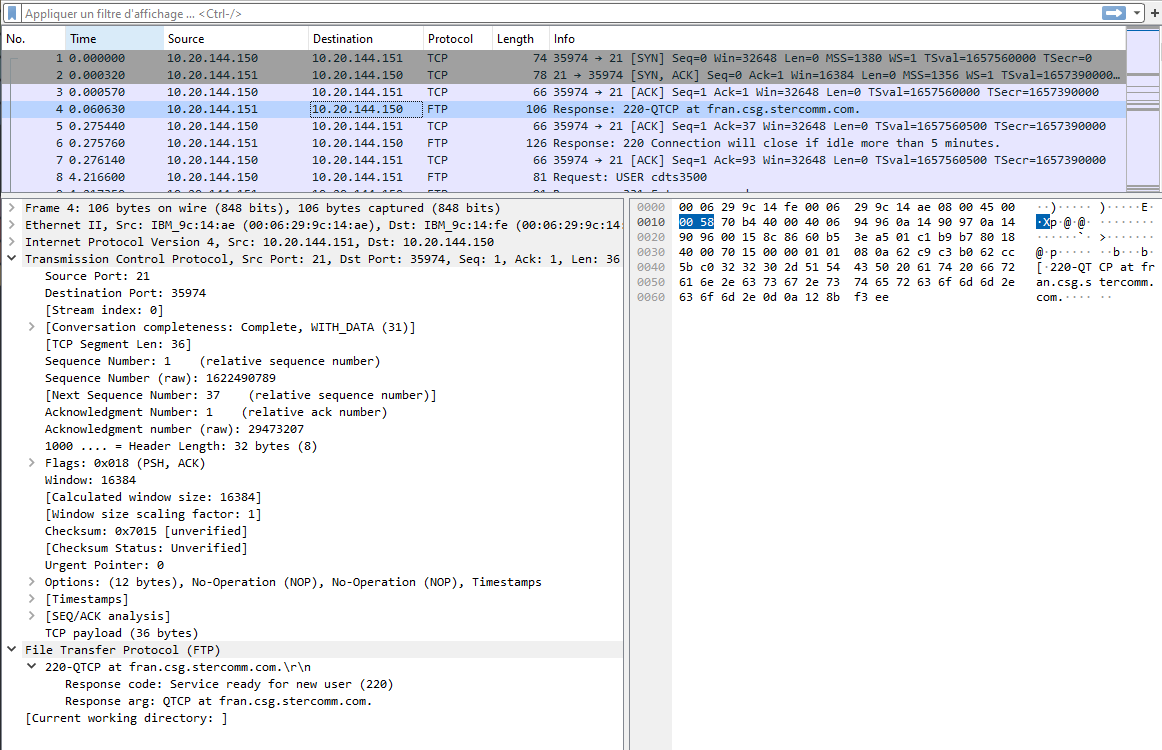 Appliquer un filtre d'affichage ... <Ctrl-/>
No. Time Source Destination Protocol Length Info
1 0.000000 10.20.144.150 10.20.144.151 TCP 74 35974 → 21 [SYN] Seq=0 Win=32648 Len=0 MSS=1380 WS=1 TSval=1657560000 TSecr=0
2 0.000320 10.20.144.151 10.20.144.150 TCP 78 21 → 35974 [SYN, ACK] Seq=0 Ack=1 Win=16384 Len=0 MSS=1356 WS=1 TSval=1657390000…
3 0.000570 10.20.144.150 10.20.144.151 TCP 66 35974 → 21 [ACK] Seq=1 Ack=1 Win=32648 Len=0 TSval=1657560000 TSecr=1657390000
4 0.060630 10.20.144.151 10.20.144.150 FTP 106 Response: 220-QTCP at fran.csg.stercomm.com.
5 0.275440 10.20.144.150 10.20.144.151 TCP 66 35974 → 21 [ACK] Seq=1 Ack=37 Win=32648 Len=0 TSval=1657560500 TSecr=1657390000
6 0.275760 10.20.144.151 10.20.144.150 FTP 126 Response: 220 Connection will close if idle more than 5 minutes.
7 0.276140 10.20.144.150 10.20.144.151 TCP 66 35974 → 21 [ACK] Seq=1 Ack=93 Win=32648 Len=0 TSval=1657560500 TSecr=1657390000
8 4.216600 10.20.144.150 10.20.144.151 FTP 81 Request: USER cdts3500
Frame 4: 106 bytes on wire (848 bits), 106 bytes captured (848 bits)
Ethernet II, Src: IBM_9c:14:ae (00:06:29:9c:14:ae), Dst: IBM_9c:14:fe (00:06:29:9c:14:
Internet Protocol Version 4, Src: 10.20.144.151, Dst: 10.20.144.150
Transmission Control Protocol, Src Port: 21, Dst Port: 35974, Seq: 1, Ack: 1, Len: 36
Source Port: 21
Destination Port: 35974
[Stream index: 0]
[Conversation completeness: Complete, WITH_DATA (31)]
[TCP Segment Len: 36]
Sequence Number: 1 (relative sequence number)
Sequence Number (raw): 1622490789
[Next Sequence Number: 37 (relative sequence number)]
Acknowledgment Number: 1 (relative ack number)
Acknowledgment number (raw): 29473207
1000 .... = Header Length: 32 bytes (8)
Flags: 0x018 (PSH, ACK)
Window: 16384
[Calculated window size: 16384]
[Window size scaling factor: 1]
Checksum: 0x7015 [unverified]
[Checksum Status: Unverified]
Urgent Pointer: 0
Options: (12 bytes), No-Operation (NOP), No-Operation (NOP), Timestamps
[Timestamps]
[SEQ/ACK analysis]
TCP payload (36 bytes)
File Transfer Protocol (FTP)
220-QTCP at fran.csg.stercomm.com.\r\n
Response code: Service ready for new user (220)
Response arg: QTCP at fran.csg.stercomm.com.
[Current working directory: ]
0000 00 06 29 9c 14 fe 00 06 29 9c 14 ae 08 00 45 00 ··)····· )·····E·
0010 00 58 70 b4 40 00 40 06 94 96 0a 14 90 97 0a 14 ·Xp·@·@· ········
0020 90 96 00 15 8c 86 60 b5 3e a5 01 c1 b9 b7 80 18 ······`· >·······
0030 40 00 70 15 00 00 01 01 08 0a 62 c9 c3 b0 62 cc @·p····· ··b···b·
0040 5b c0 32 32 30 2d 51 54 43 50 20 61 74 20 66 72 [·220-QT CP at fr
0050 61 6e 2e 63 73 67 2e 73 74 65 72 63 6f 6d 6d 2e an.csg.s tercomm.
0060 63 6f 6d 2e 0d 0a 12 8b f3 ee com.···· ··